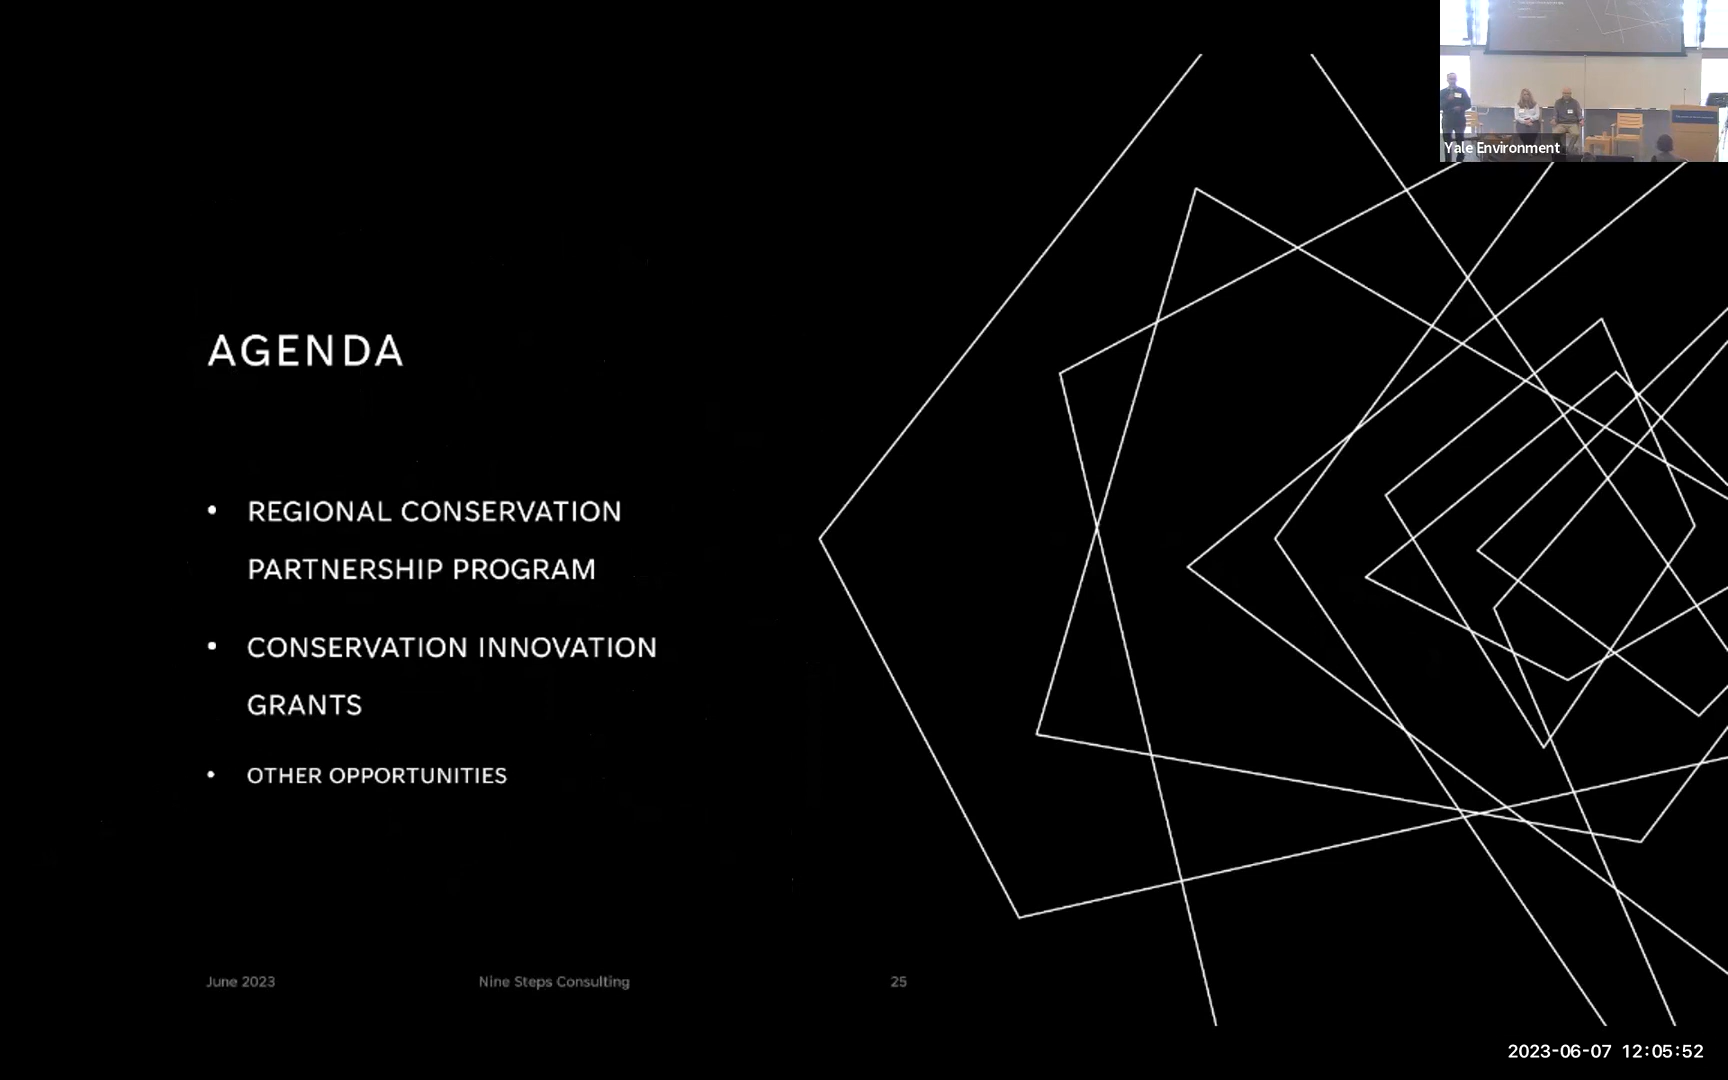 Yale Environment
AGENDA
• REGIONAL CONSERVATION
PARTNERSHIP PROGRAM
• CONSERVATION INNOVATION
GRANTS
• OTHER OPPORTUNITIES
June 2023
Nine Steps Consulting
25
2023-06-07 12:05:52